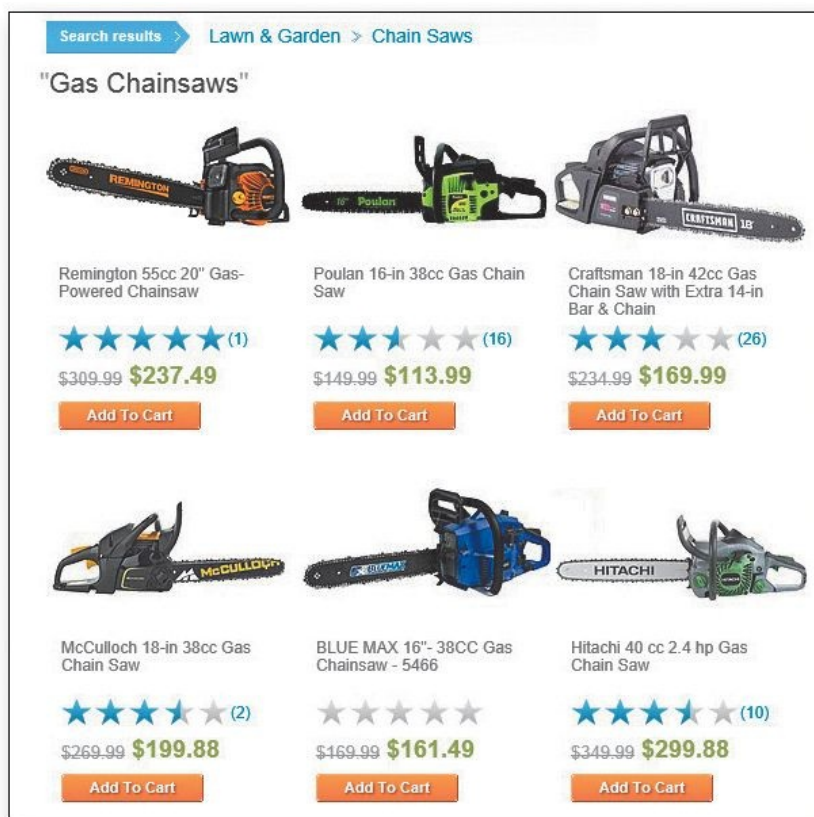 Search results
Lawn & Garden > Chain Saws
"Gas Chainsaws"
REMINGTON
16" Poulan
CRAFTSMAN 18"
Remington 55cc 20" Gas-
Powered Chainsaw
Poulan 16-in 38cc Gas Chain
Saw
Craftsman 18-in 42cc Gas
Chain Saw with Extra 14-in
Bar & Chain
(1)
(16)
(26)
$309.99 $237.49
$149.99 $113.99
$234.99 $169.99
Add To Cart
Add To Cart
Add To Cart
McCULLOCH
BLUEMAX
HITACHI
HITACHI
McCulloch 18-in 38cc Gas
Chain Saw
BLUE MAX 16"- 38CC Gas
Chainsaw - 5466
Hitachi 40 cc 2.4 hp Gas
Chain Saw
(2)
(10)
$269.99 $199.88
$169.99 $161.49
$349.99 $299.88
Add To Cart
Add To Cart
Add To Cart